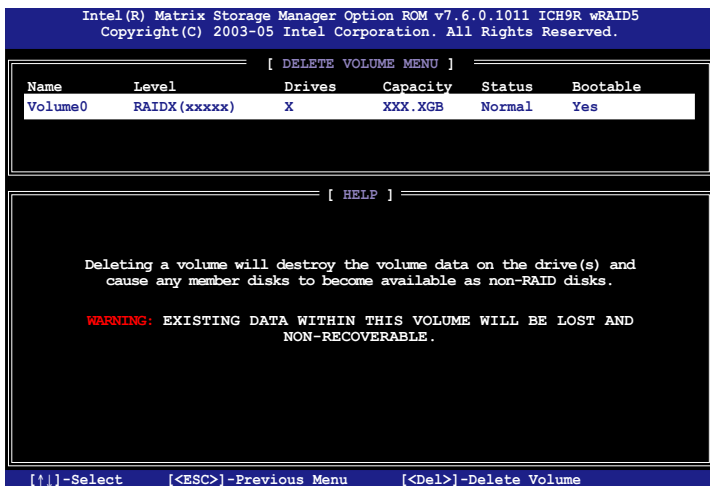 Intel(R) Matrix Storage Manager Option ROM v7.6.0.1011 ICH9R wRAID5
Copyright(C) 2003-05 Intel Corporation. All Rights Reserved.
[ DELETE VOLUME MENU ]
Name Level Drives Capacity Status Bootable
Volume0 RAIDX(xxxxx) X XXX.XGB Normal Yes
[ HELP ]
Deleting a volume will destroy the volume data on the drive(s) and
cause any member disks to become available as non-RAID disks.
WARNING: EXISTING DATA WITHIN THIS VOLUME WILL BE LOST AND
NON-RECOVERABLE.
[↑↓]-Select [<ESC>]-Previous Menu [<Del>]-Delete Volume